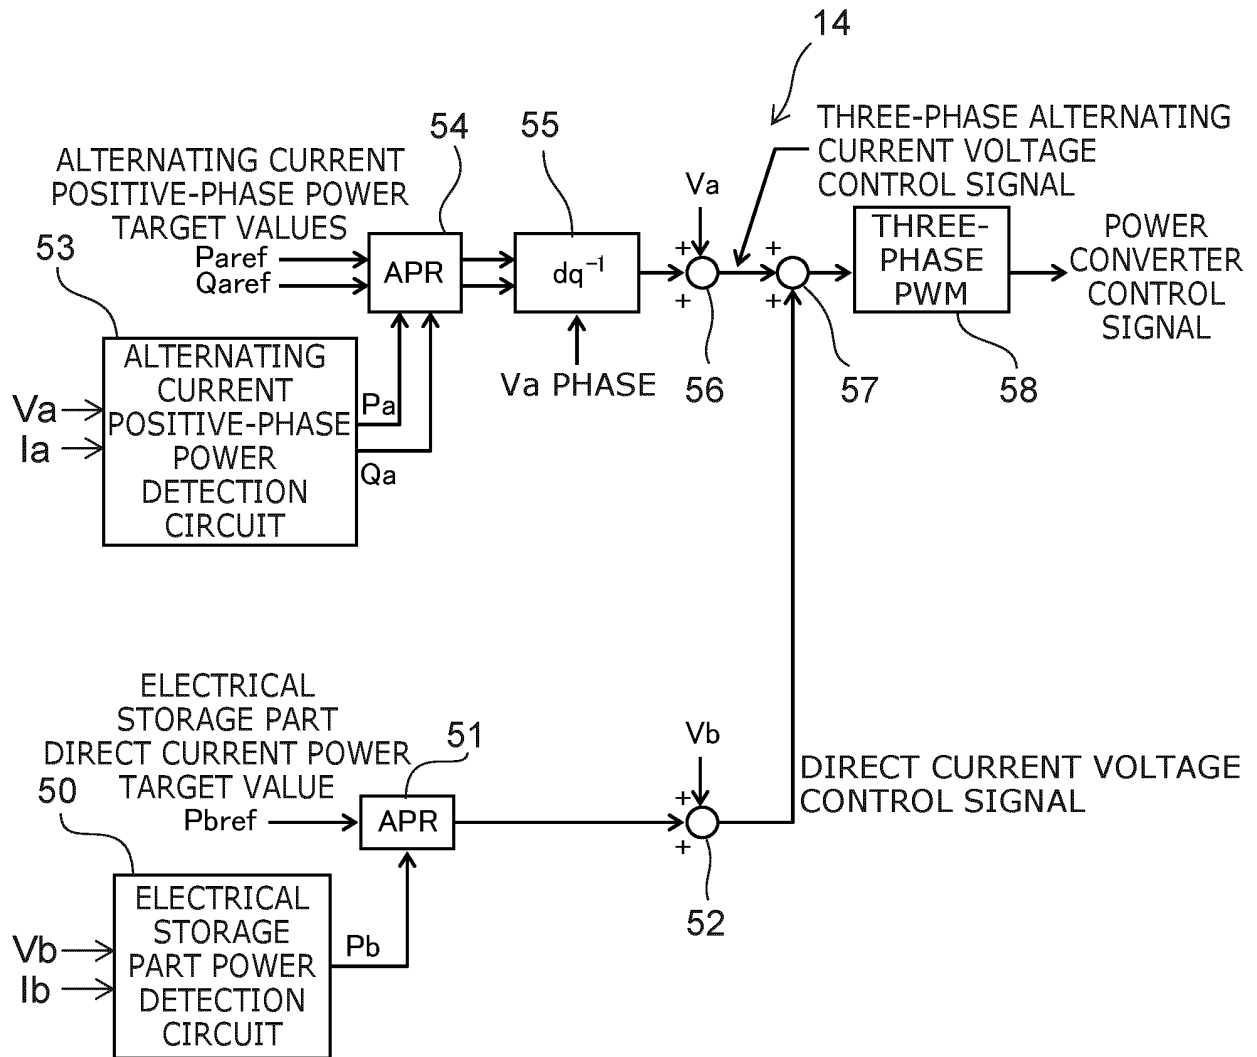 14
THREE-PHASE ALTERNATING
CURRENT VOLTAGE
CONTROL SIGNAL
54
55
ALTERNATING CURRENT
POSITIVE-PHASE POWER
TARGET VALUES
Va
53
Paref
Qaref
APR
dq⁻¹
+
+
+
+
THREE-
PHASE
PWM
POWER
CONVERTER
CONTROL
SIGNAL
Va PHASE
56
57
58
Va
Ia
ALTERNATING
CURRENT
POSITIVE-PHASE
POWER
DETECTION
CIRCUIT
Pa
Qa
ELECTRICAL
STORAGE PART
DIRECT CURRENT POWER
TARGET VALUE
51
Vb
DIRECT CURRENT VOLTAGE
CONTROL SIGNAL
50
Pbref
APR
+
+
52
Vb
Ib
ELECTRICAL
STORAGE
PART POWER
DETECTION
CIRCUIT
Pb